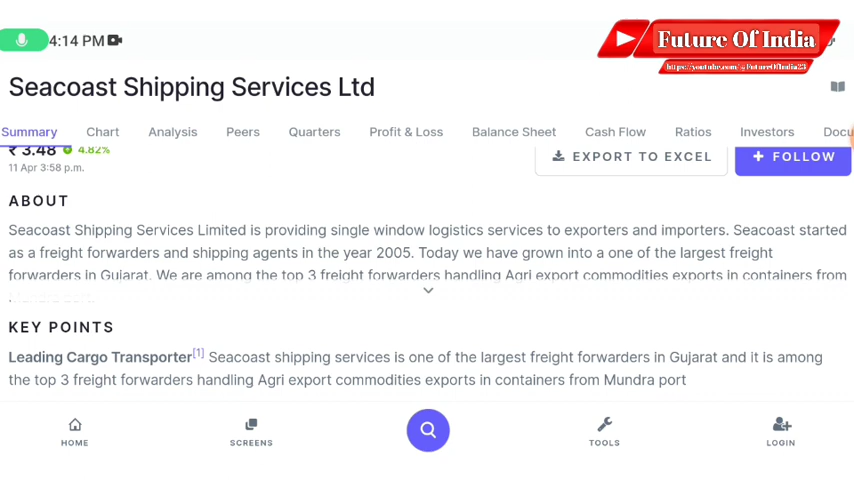 4:14 PM
Future Of India
https://youtube.com/@FutureOfIndia23
Seacoast Shipping Services Ltd
Summary Chart Analysis Peers Quarters Profit & Loss Balance Sheet Cash Flow Ratios Investors Docu
₹ 3.48 4.82%
11 Apr 3:58 p.m.
EXPORT TO EXCEL
+ FOLLOW
ABOUT
Seacoast Shipping Services Limited is providing single window logistics services to exporters and importers. Seacoast started
as a freight forwarders and shipping agents in the year 2005. Today we have grown into a one of the largest freight
forwarders in Gujarat. We are among the top 3 freight forwarders handling Agri export commodities exports in containers from
KEY POINTS
Leading Cargo Transporter[1] Seacoast shipping services is one of the largest freight forwarders in Gujarat and it is among
the top 3 freight forwarders handling Agri export commodities exports in containers from Mundra port
HOME SCREENS TOOLS LOGIN